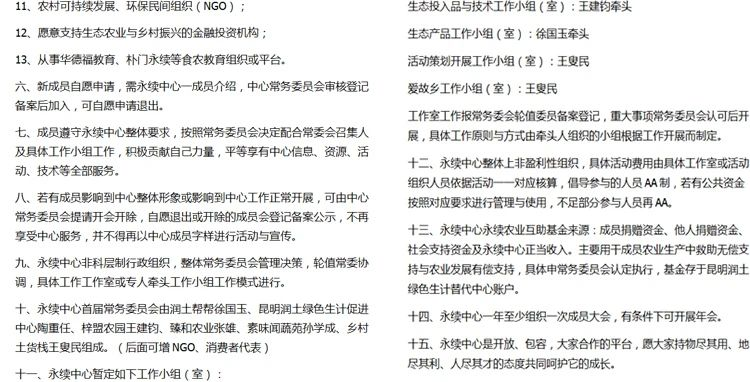 11、农村可持续发展、环保民间组织（NGO）；
12、愿意支持生态农业与乡村振兴的金融投资机构；
13、从事华德福教育、朴门永续等食农教育组织或平台。
六、新成员自愿申请，需永续中心一成员介绍，中心常务委员会审核登记
备案后加入，可自愿申请退出。
七、成员遵守永续中心整体要求，按照常务委员会决定配合常委会召集人
及具体工作小组工作，积极贡献自己力量，平等享有中心信息、资源、活
动、技术等全部服务。
八、若有成员影响到中心整体形象或影响到中心工作正常开展，可由中心
常务委员会提请开会开除，自愿退出或开除的成员会登记备案公示，不再
享受中心服务，并不得再以中心成员字样进行活动与宣传。
九、永续中心非科层制行政组织，整体常务委员会管理决策，轮值常委协
调，具体工作工作室或专人牵头工作小组工作模式进行。
十、永续中心首届常务委员会由润土帮帮徐国玉、昆明润土绿色生计促进
中心陶重任、梓盟农园王建钧、臻和农业张雄、素味闻蔬苑孙学成、乡村
土货栈王叟民组成。（后面可增 NGO、消费者代表）
十一、永续中心暂定如下工作小组（室）：
生态投入品与技术工作小组（室）：王建钧牵头
生态产品工作小组（室）：徐国玉牵头
活动策划开展工作小组（室）：王叟民
爱故乡工作小组（室）：王叟民
工作室工作报常务委员会轮值委员备案登记，重大事项常务委员会认可后开
展，具体工作原则与方式由牵头人组织的小组根据工作开展而制定。
十二、永续中心整体上非盈利性组织，具体活动费用由具体工作室或活动
组织人员依据活动一一对应核算，倡导参与的人员 AA 制，若有公共资金
按照对应要求进行管理与使用，不足部分参与人员再 AA。
十三、永续中心永续农业互助基金来源：成员捐赠资金、他人捐赠资金、
社会支持资金及永续中心正当收入。主要用于成员农业生产中救助无偿支
持与农业发展有偿支持，具体申常务委员会认定执行，基金存于昆明润土
绿色生计替代中心账户。
十四、永续中心一年至少组织一次成员大会，有条件下可开展年会。
十五、永续中心是开放、包容，大家合作的平台，愿大家持物尽其用、地
尽其利、人尽其才的态度共同呵护它的成长。